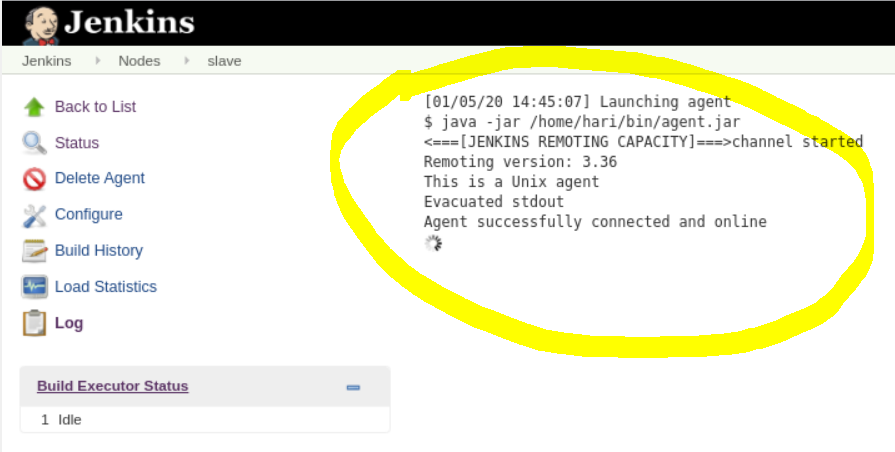 Jenkins
Jenkins Nodes slave
Back to List
Status
Delete Agent
Configure
Build History
Load Statistics
Log
Build Executor Status
1 Idle
[01/05/20 14:45:07] Launching agent
$ java -jar /home/hari/bin/agent.jar
<===[JENKINS REMOTING CAPACITY]===>channel started
Remoting version: 3.36
This is a Unix agent
Evacuated stdout
Agent successfully connected and online